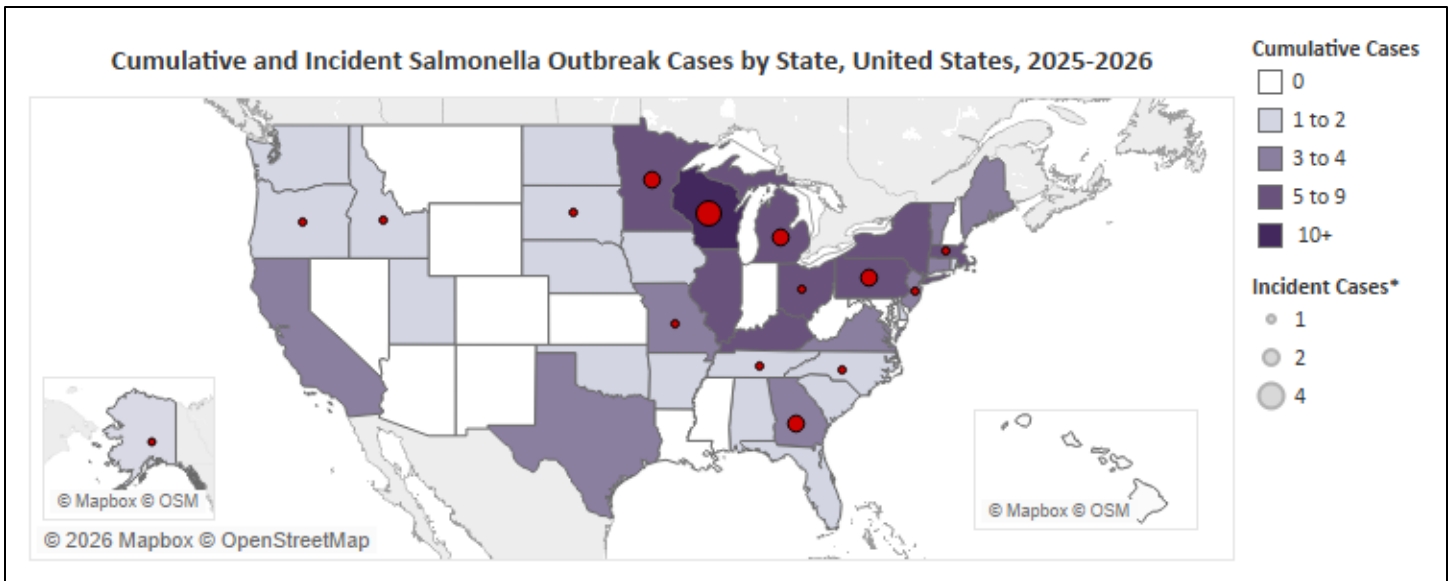 Cumulative and Incident Salmonella Outbreak Cases by State, United States, 2025-2026
Cumulative Cases
0
1 to 2
3 to 4
5 to 9
10+
Incident Cases*
1
2
4
© Mapbox © OSM
© Mapbox © OSM
© 2026 Mapbox © OpenStreetMap